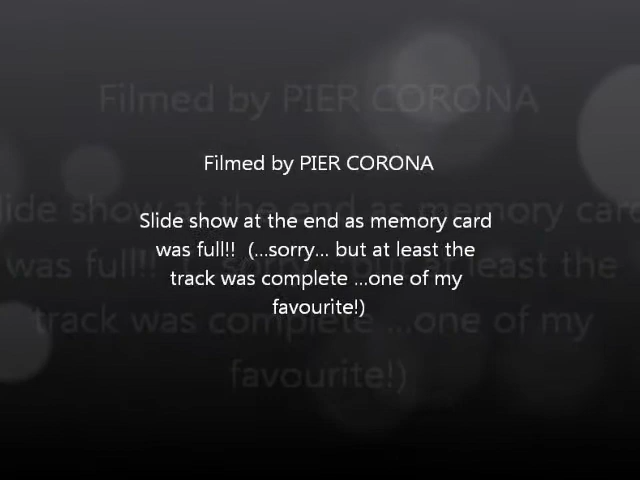 Filmed by PIER CORONA
Slide show at the end as memory card
was full!!  (...sorry... but at least the
track was complete ...one of my
favourite!)